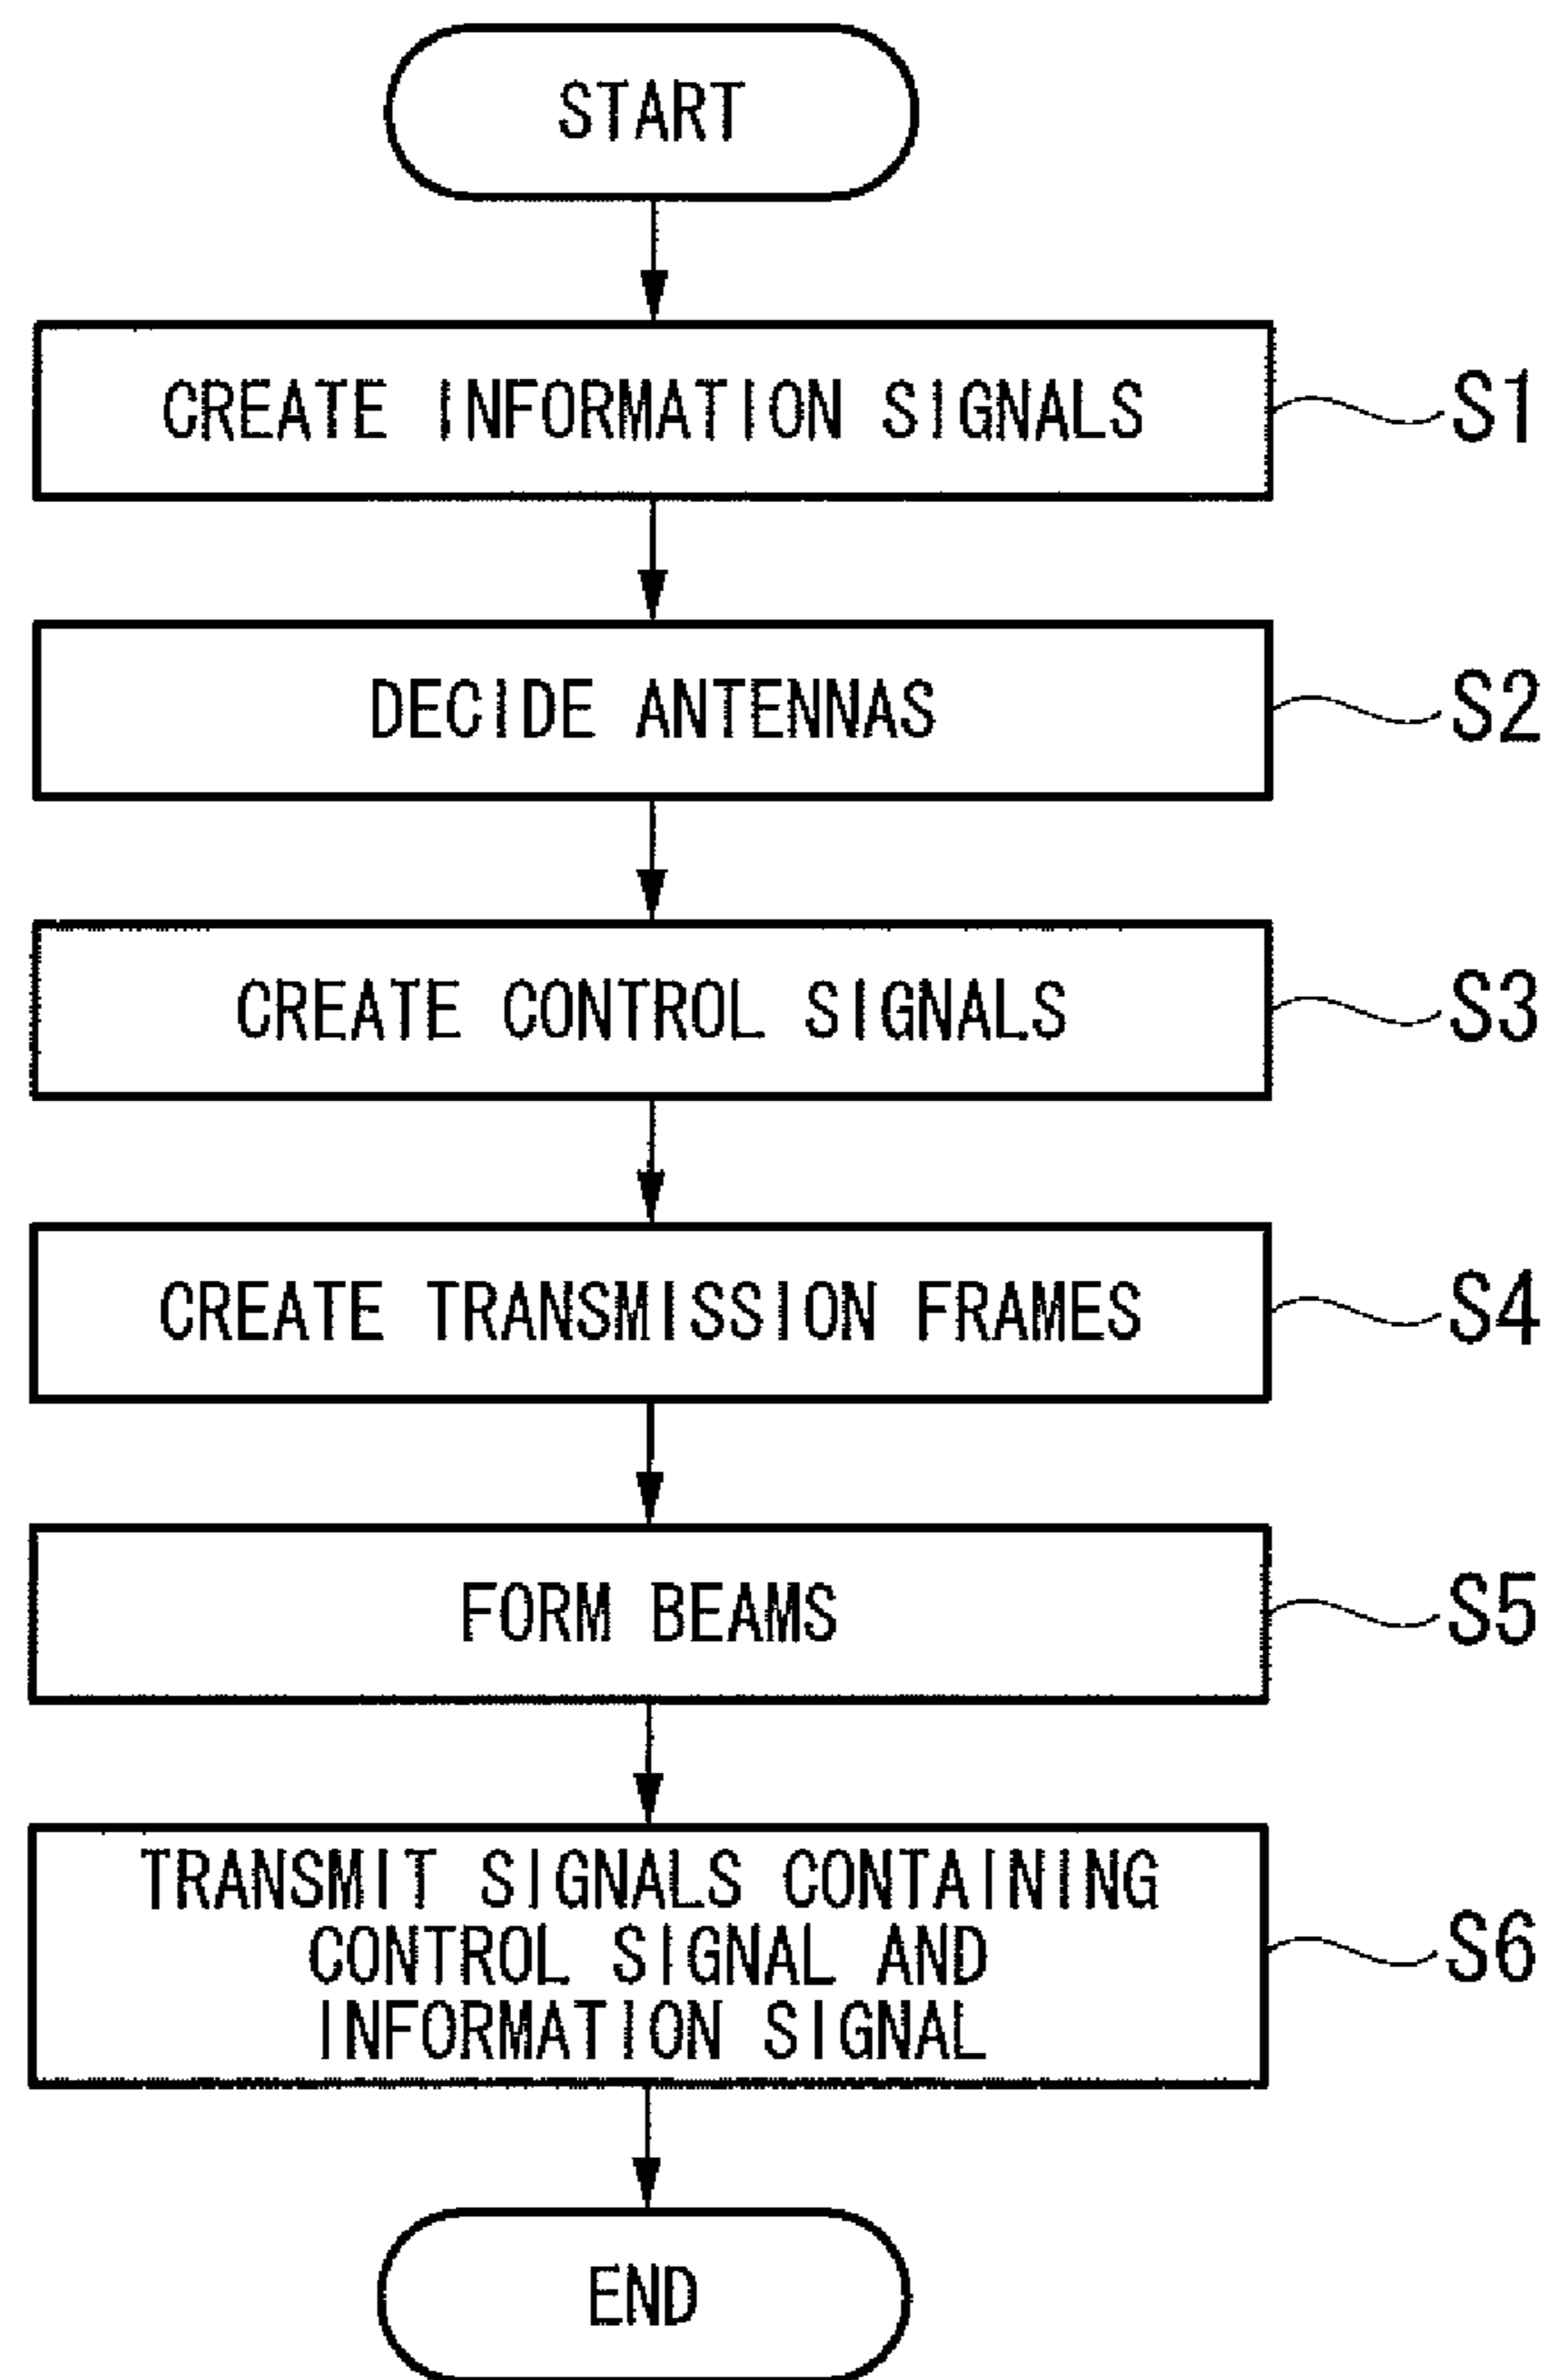 START
CREATE INFORMATION SIGNALS
S1
DECIDE ANTENNAS
S2
CREATE CONTROL SIGNALS
S3
CREATE TRANSMISSION FRAMES
S4
FORM BEAMS
S5
TRANSMIT SIGNALS CONTAINING
CONTROL SIGNAL AND
INFORMATION SIGNAL
S6
END